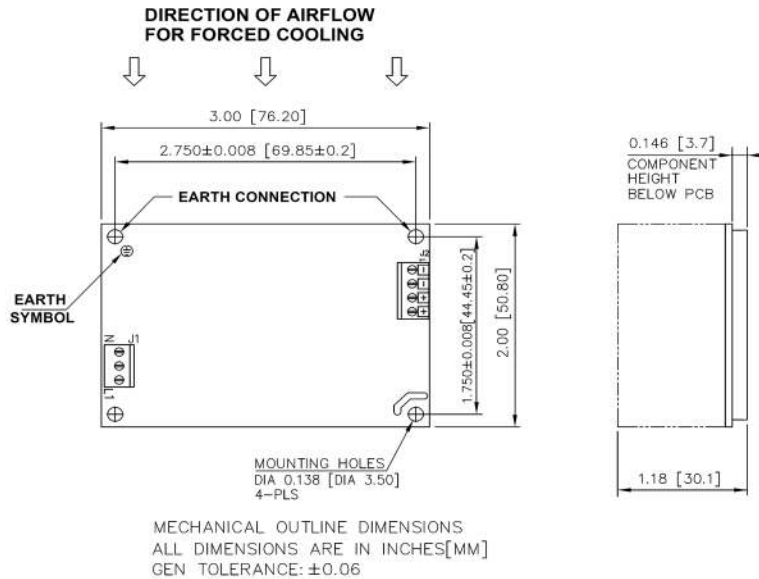 DIRECTION OF AIRFLOW
FOR FORCED COOLING
3.00 [76.20]
2.750±0.008 [69.85±0.2]
0.146 [3.7]
COMPONENT
HEIGHT
BELOW PCB
EARTH CONNECTION
J2
1
-
-
+
+
EARTH
SYMBOL
1.750±0.008[44.45±0.2]
2.00 [50.80]
N
J1
L1
MOUNTING HOLES
DIA 0.138 [DIA 3.50]
4-PLS
1.18 [30.1]
MECHANICAL OUTLINE DIMENSIONS
ALL DIMENSIONS ARE IN INCHES[MM]
GEN TOLERANCE: ±0.06